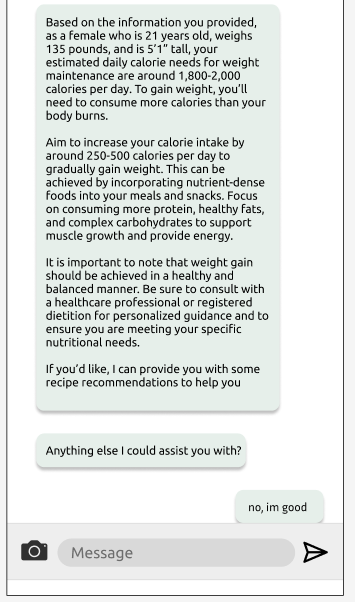 Based on the information you provided,
as a female who is 21 years old, weighs
135 pounds, and is 5'1” tall, your
estimated daily calorie needs for weight
maintenance are around 1,800-2,000
calories per day. To gain weight, you’ll
need to consume more calories than your
body burns.
Aim to increase your calorie intake by
around 250-500 calories per day to
gradually gain weight. This can be
achieved by incorporating nutrient-dense
foods into your meals and snacks. Focus
on consuming more protein, healthy fats,
and complex carbohydrates to support
muscle growth and provide energy.
It is important to note that weight gain
should be achieved in a healthy and
balanced manner. Be sure to consult with
a healthcare professional or registered
dietition for personalized guidance and to
ensure you are meeting your specific
nutritional needs.
If you’d like, I can provide you with some
recipe recommendations to help you
Anything else I could assist you with?
no, im good
Message